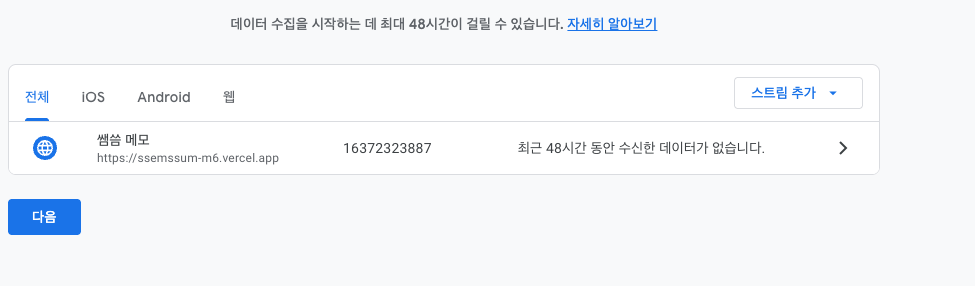 데이터 수집을 시작하는 데 최대 48시간이 걸릴 수 있습니다. 자세히 알아보기
전체 iOS Android 웹 스트림 추가
쌤씀 메모
https://ssemssum-m6.vercel.app
16372323887
최근 48시간 동안 수신한 데이터가 없습니다.
다음